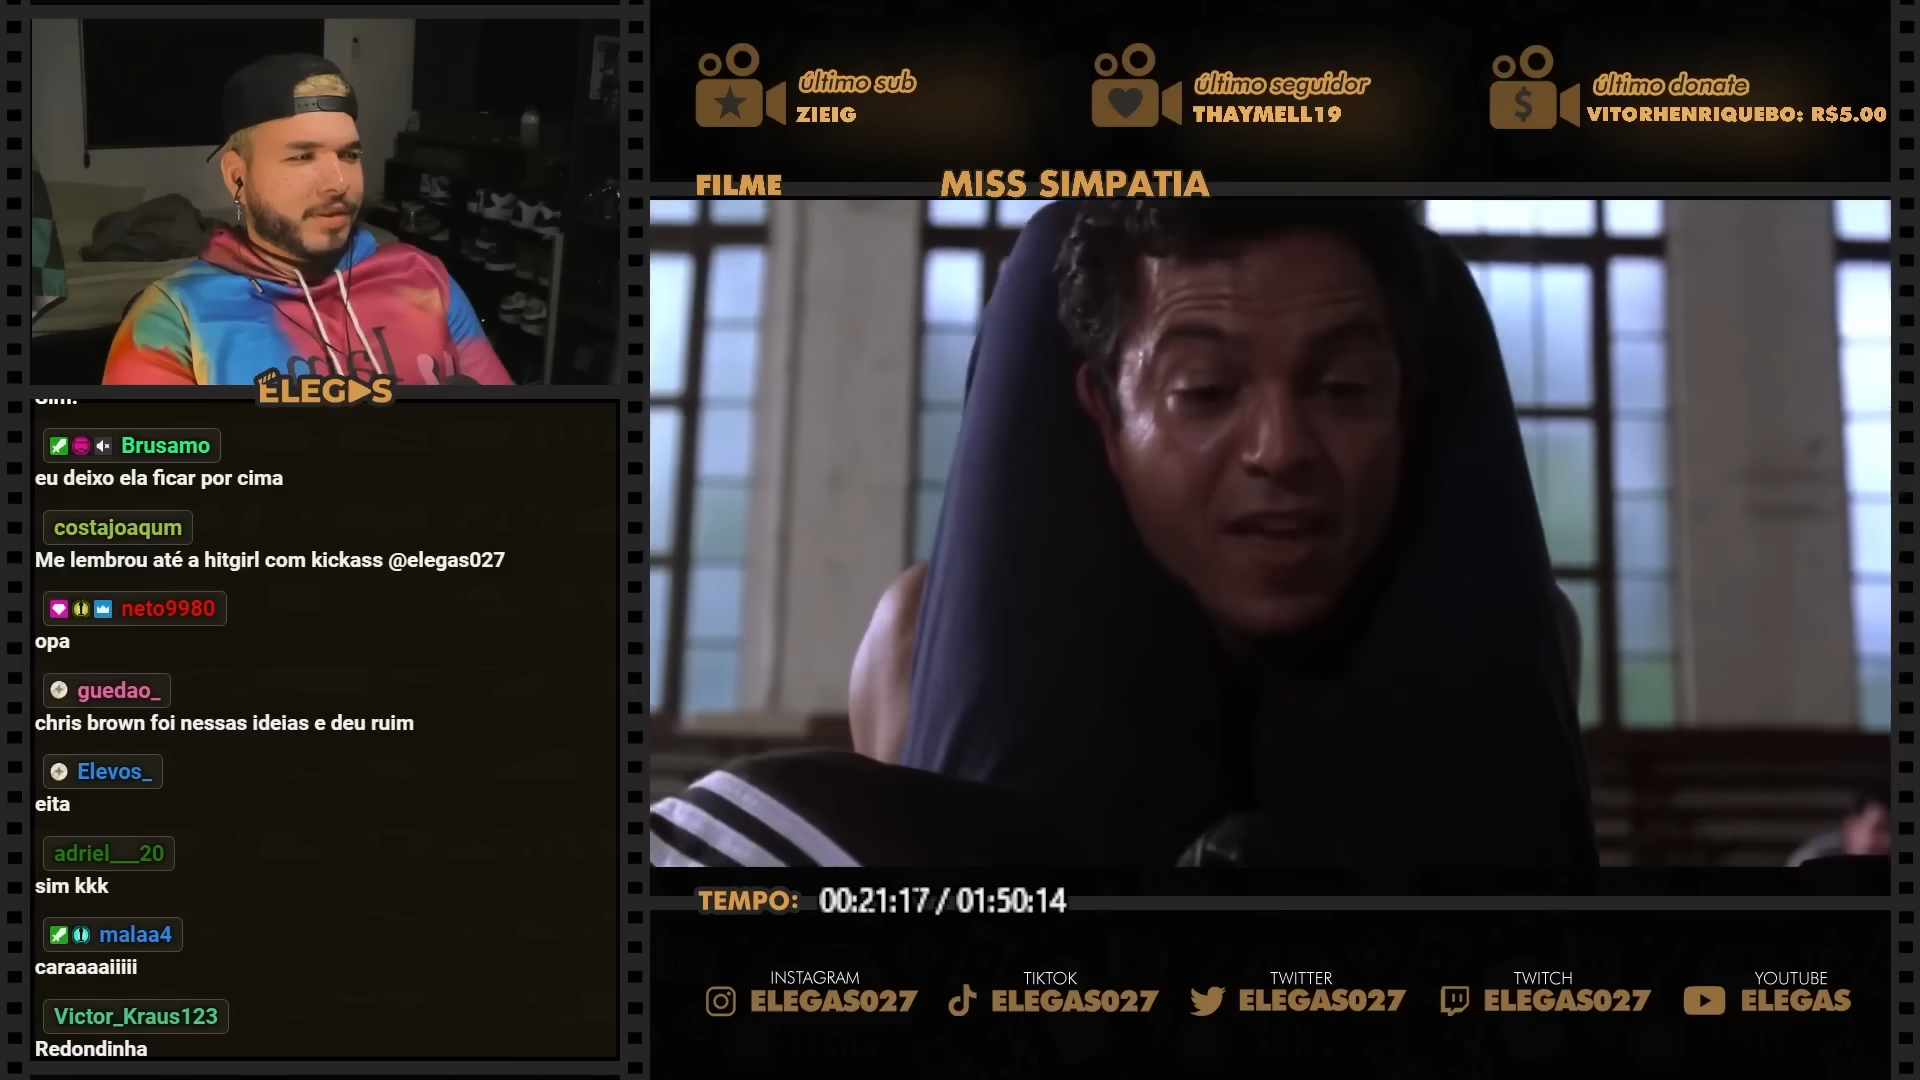 último sub
ZIEIG
último seguidor
THAYMELL19
último donate
VITORHENRIQUEBO: R$5.00
FILME
MISS SIMPATIA
ELEGAS
Brusamo
eu deixo ela ficar por cima
costajoaqum
Me lembrou até a hitgirl com kickass @elegas027
neto9980
opa
guedao_
chris brown foi nessas ideias e deu ruim
Elevos_
eita
adriel___20
sim kkk
malaa4
caraaaaiiiii
Victor_Kraus123
Redondinha
TEMPO: 00:21:17 / 01:50:14
INSTAGRAM
ELEGAS027
TIKTOK
ELEGAS027
TWITTER
ELEGAS027
TWITCH
ELEGAS027
YOUTUBE
ELEGAS